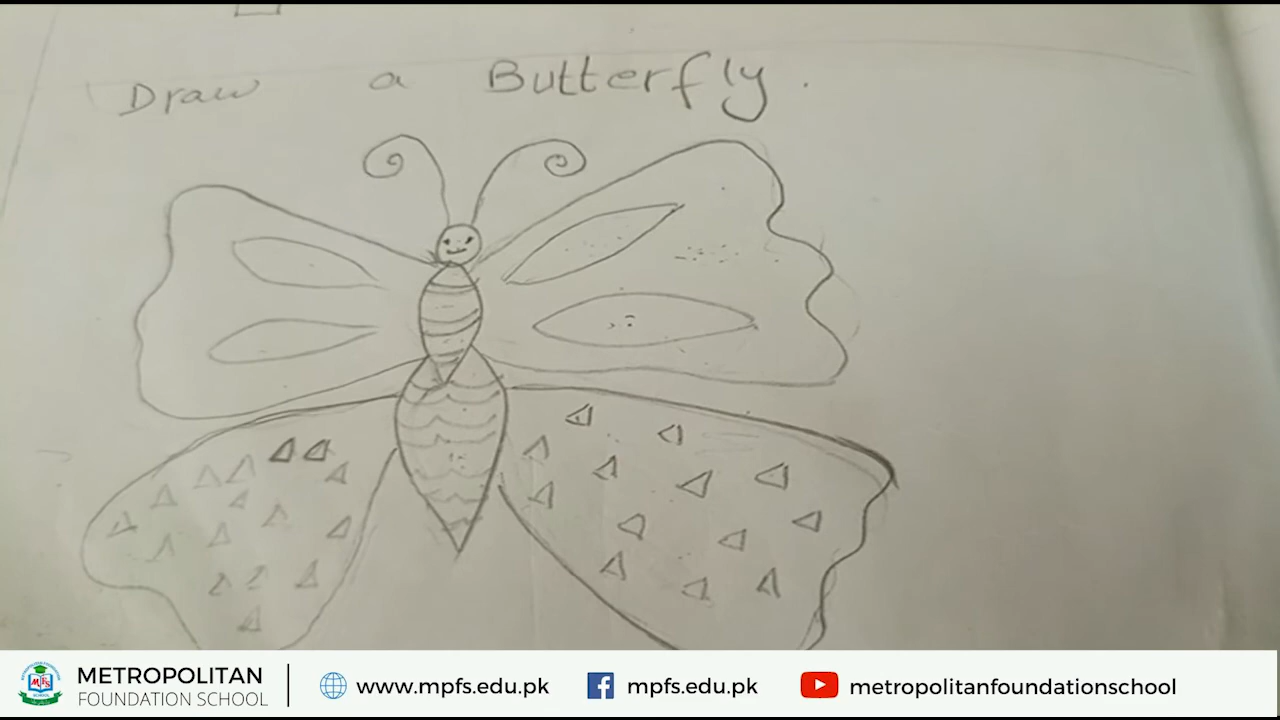 Draw a Butterfly.
METROPOLITAN
FOUNDATION SCHOOL
www.mpfs.edu.pk
mpfs.edu.pk
metropolitanfoundationschool